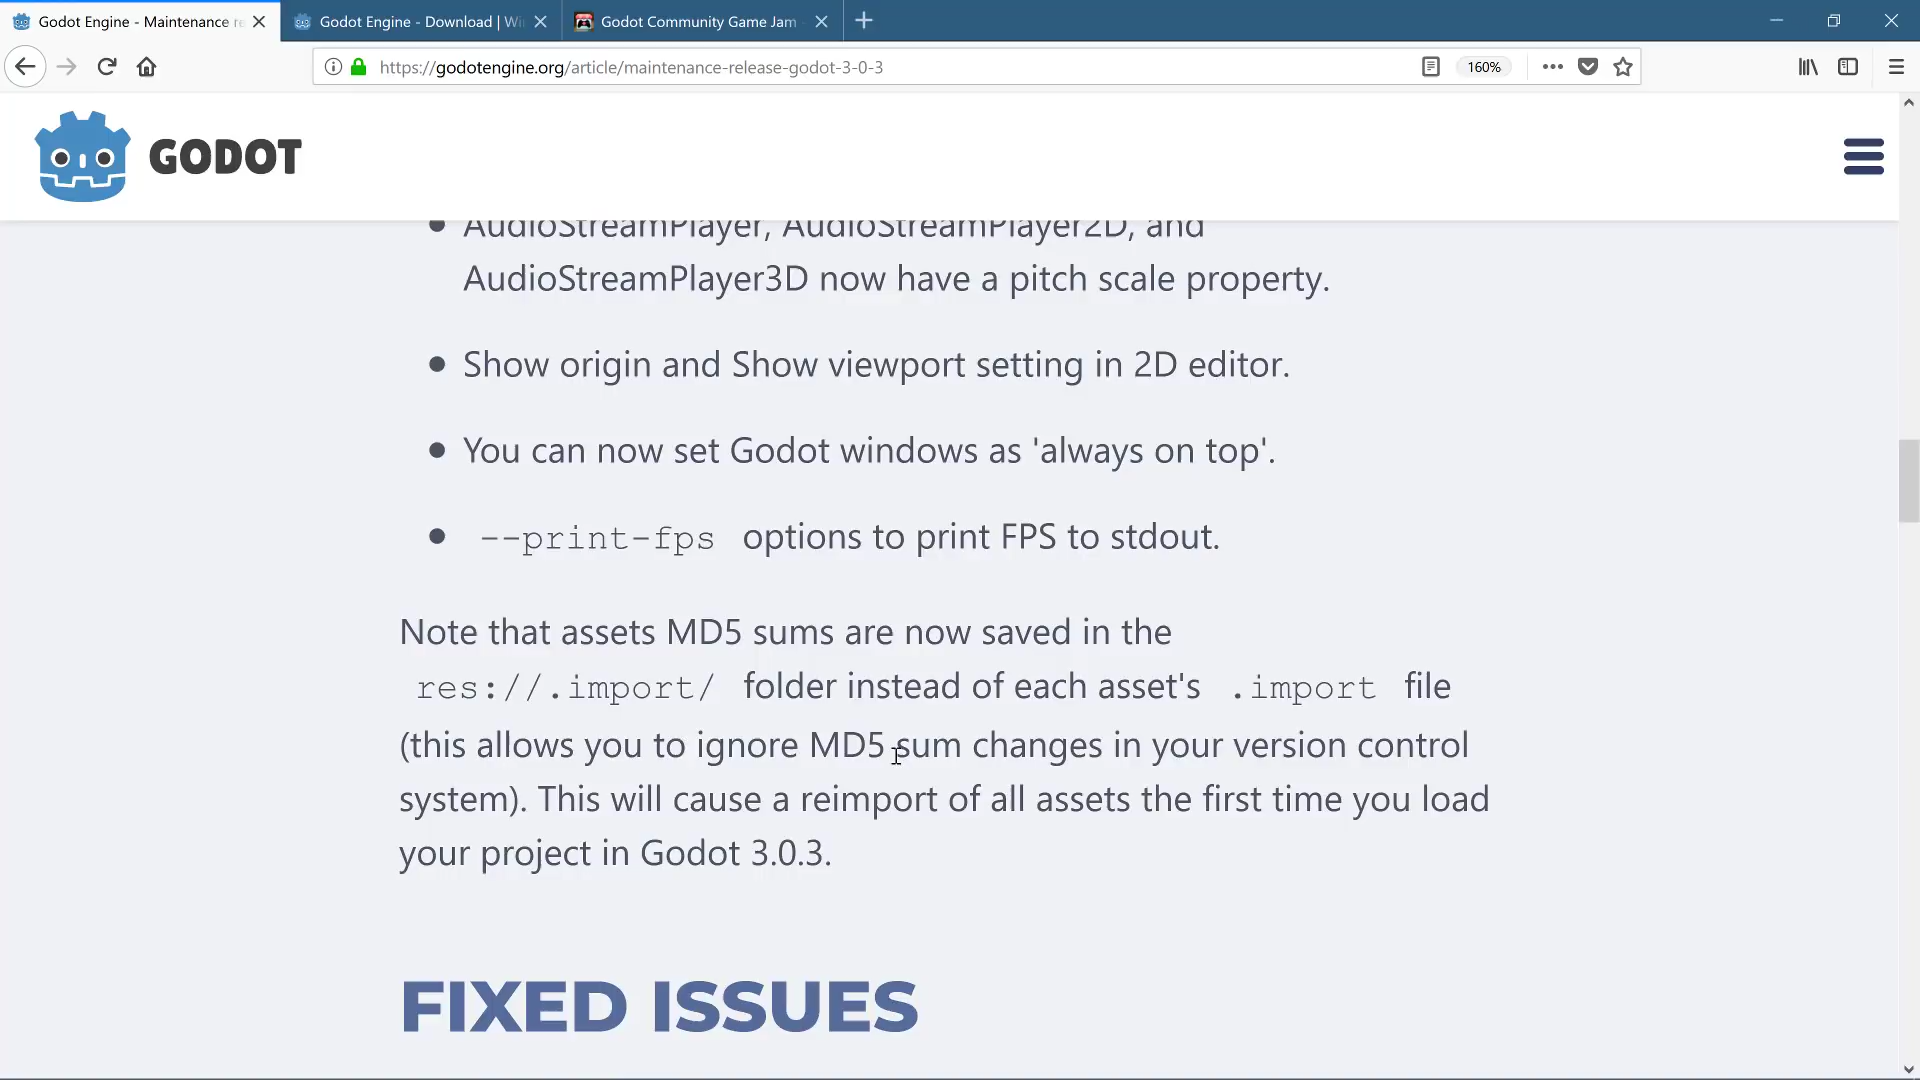 Godot Engine - Maintenance re
Godot Engine - Download | Wi
Godot Community Game Jam
https://godotengine.org/article/maintenance-release-godot-3-0-3
160%
GODOT
AudioStreamPlayer, AudioStreamPlayer2D, and
AudioStreamPlayer3D now have a pitch scale property.
Show origin and Show viewport setting in 2D editor.
You can now set Godot windows as 'always on top'.
--print-fps options to print FPS to stdout.
Note that assets MD5 sums are now saved in the
res://.import/ folder instead of each asset's .import file
(this allows you to ignore MD5 sum changes in your version control
system). This will cause a reimport of all assets the first time you load
your project in Godot 3.0.3.
FIXED ISSUES